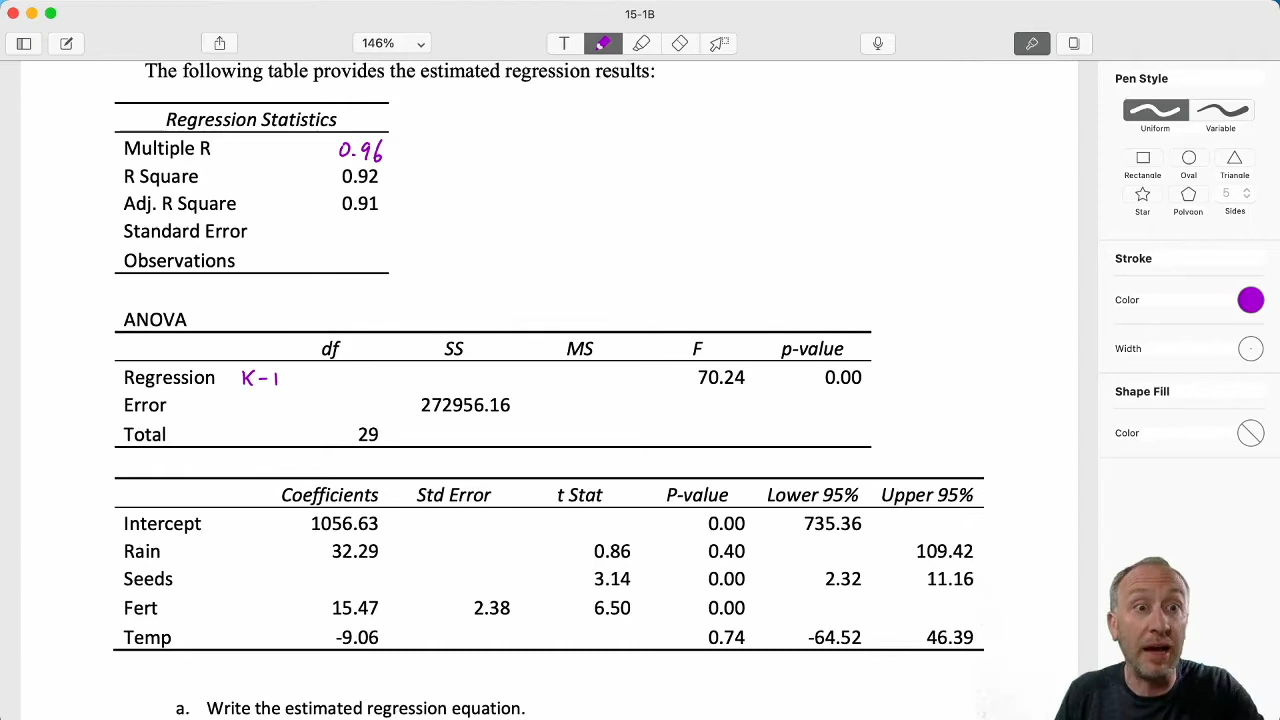 15-1B
146%
T
The following table provides the estimated regression results:
Regression Statistics
Multiple R 0.96
R Square 0.92
Adj. R Square 0.91
Standard Error
Observations
ANOVA
df SS MS F p-value
Regression K-1 70.24 0.00
Error 272956.16
Total 29
Coefficients Std Error t Stat P-value Lower 95% Upper 95%
Intercept 1056.63 0.00 735.36
Rain 32.29 0.86 0.40 109.42
Seeds 3.14 0.00 2.32 11.16
Fert 15.47 2.38 6.50 0.00
Temp -9.06 0.74 -64.52 46.39
a. Write the estimated regression equation.
Pen Style
Uniform Variable
Rectangle Oval Triangle
5
Star Polygon Sides
Stroke
Color
Width
Shape Fill
Color